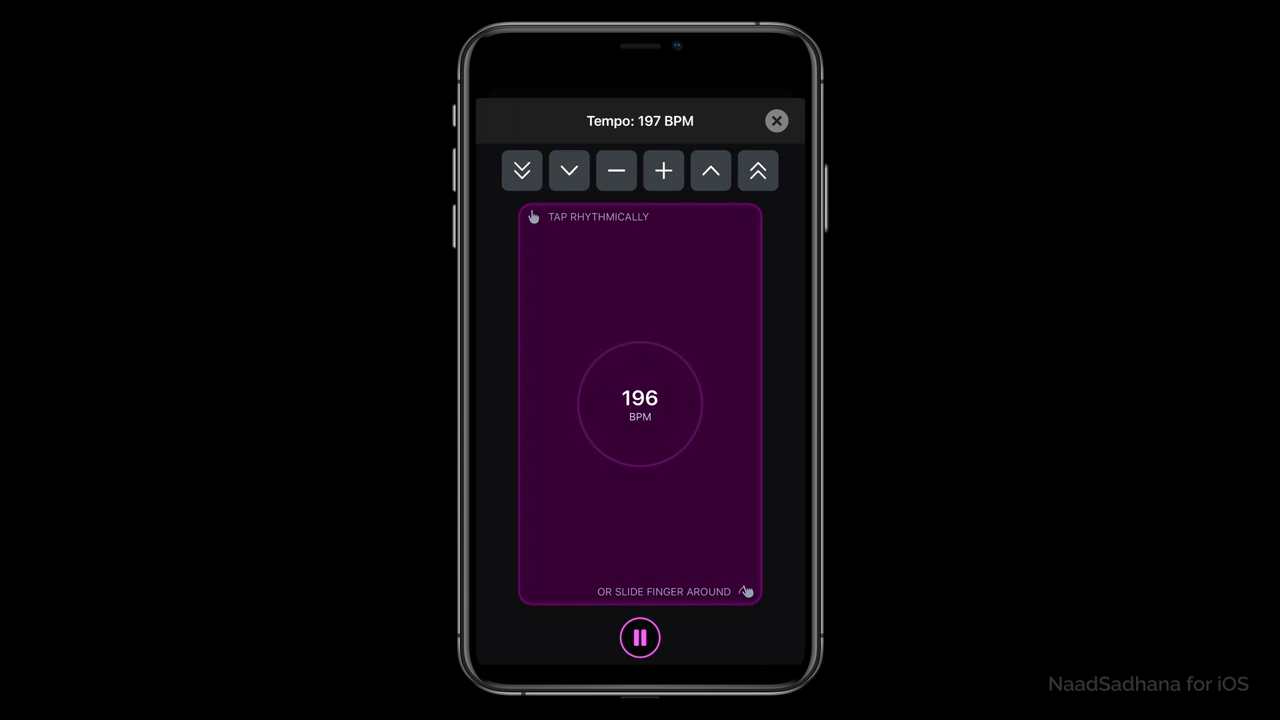 Tempo: 197 BPM
TAP RHYTHMICALLY
196
BPM
OR SLIDE FINGER AROUND
NaadSadhana for iOS